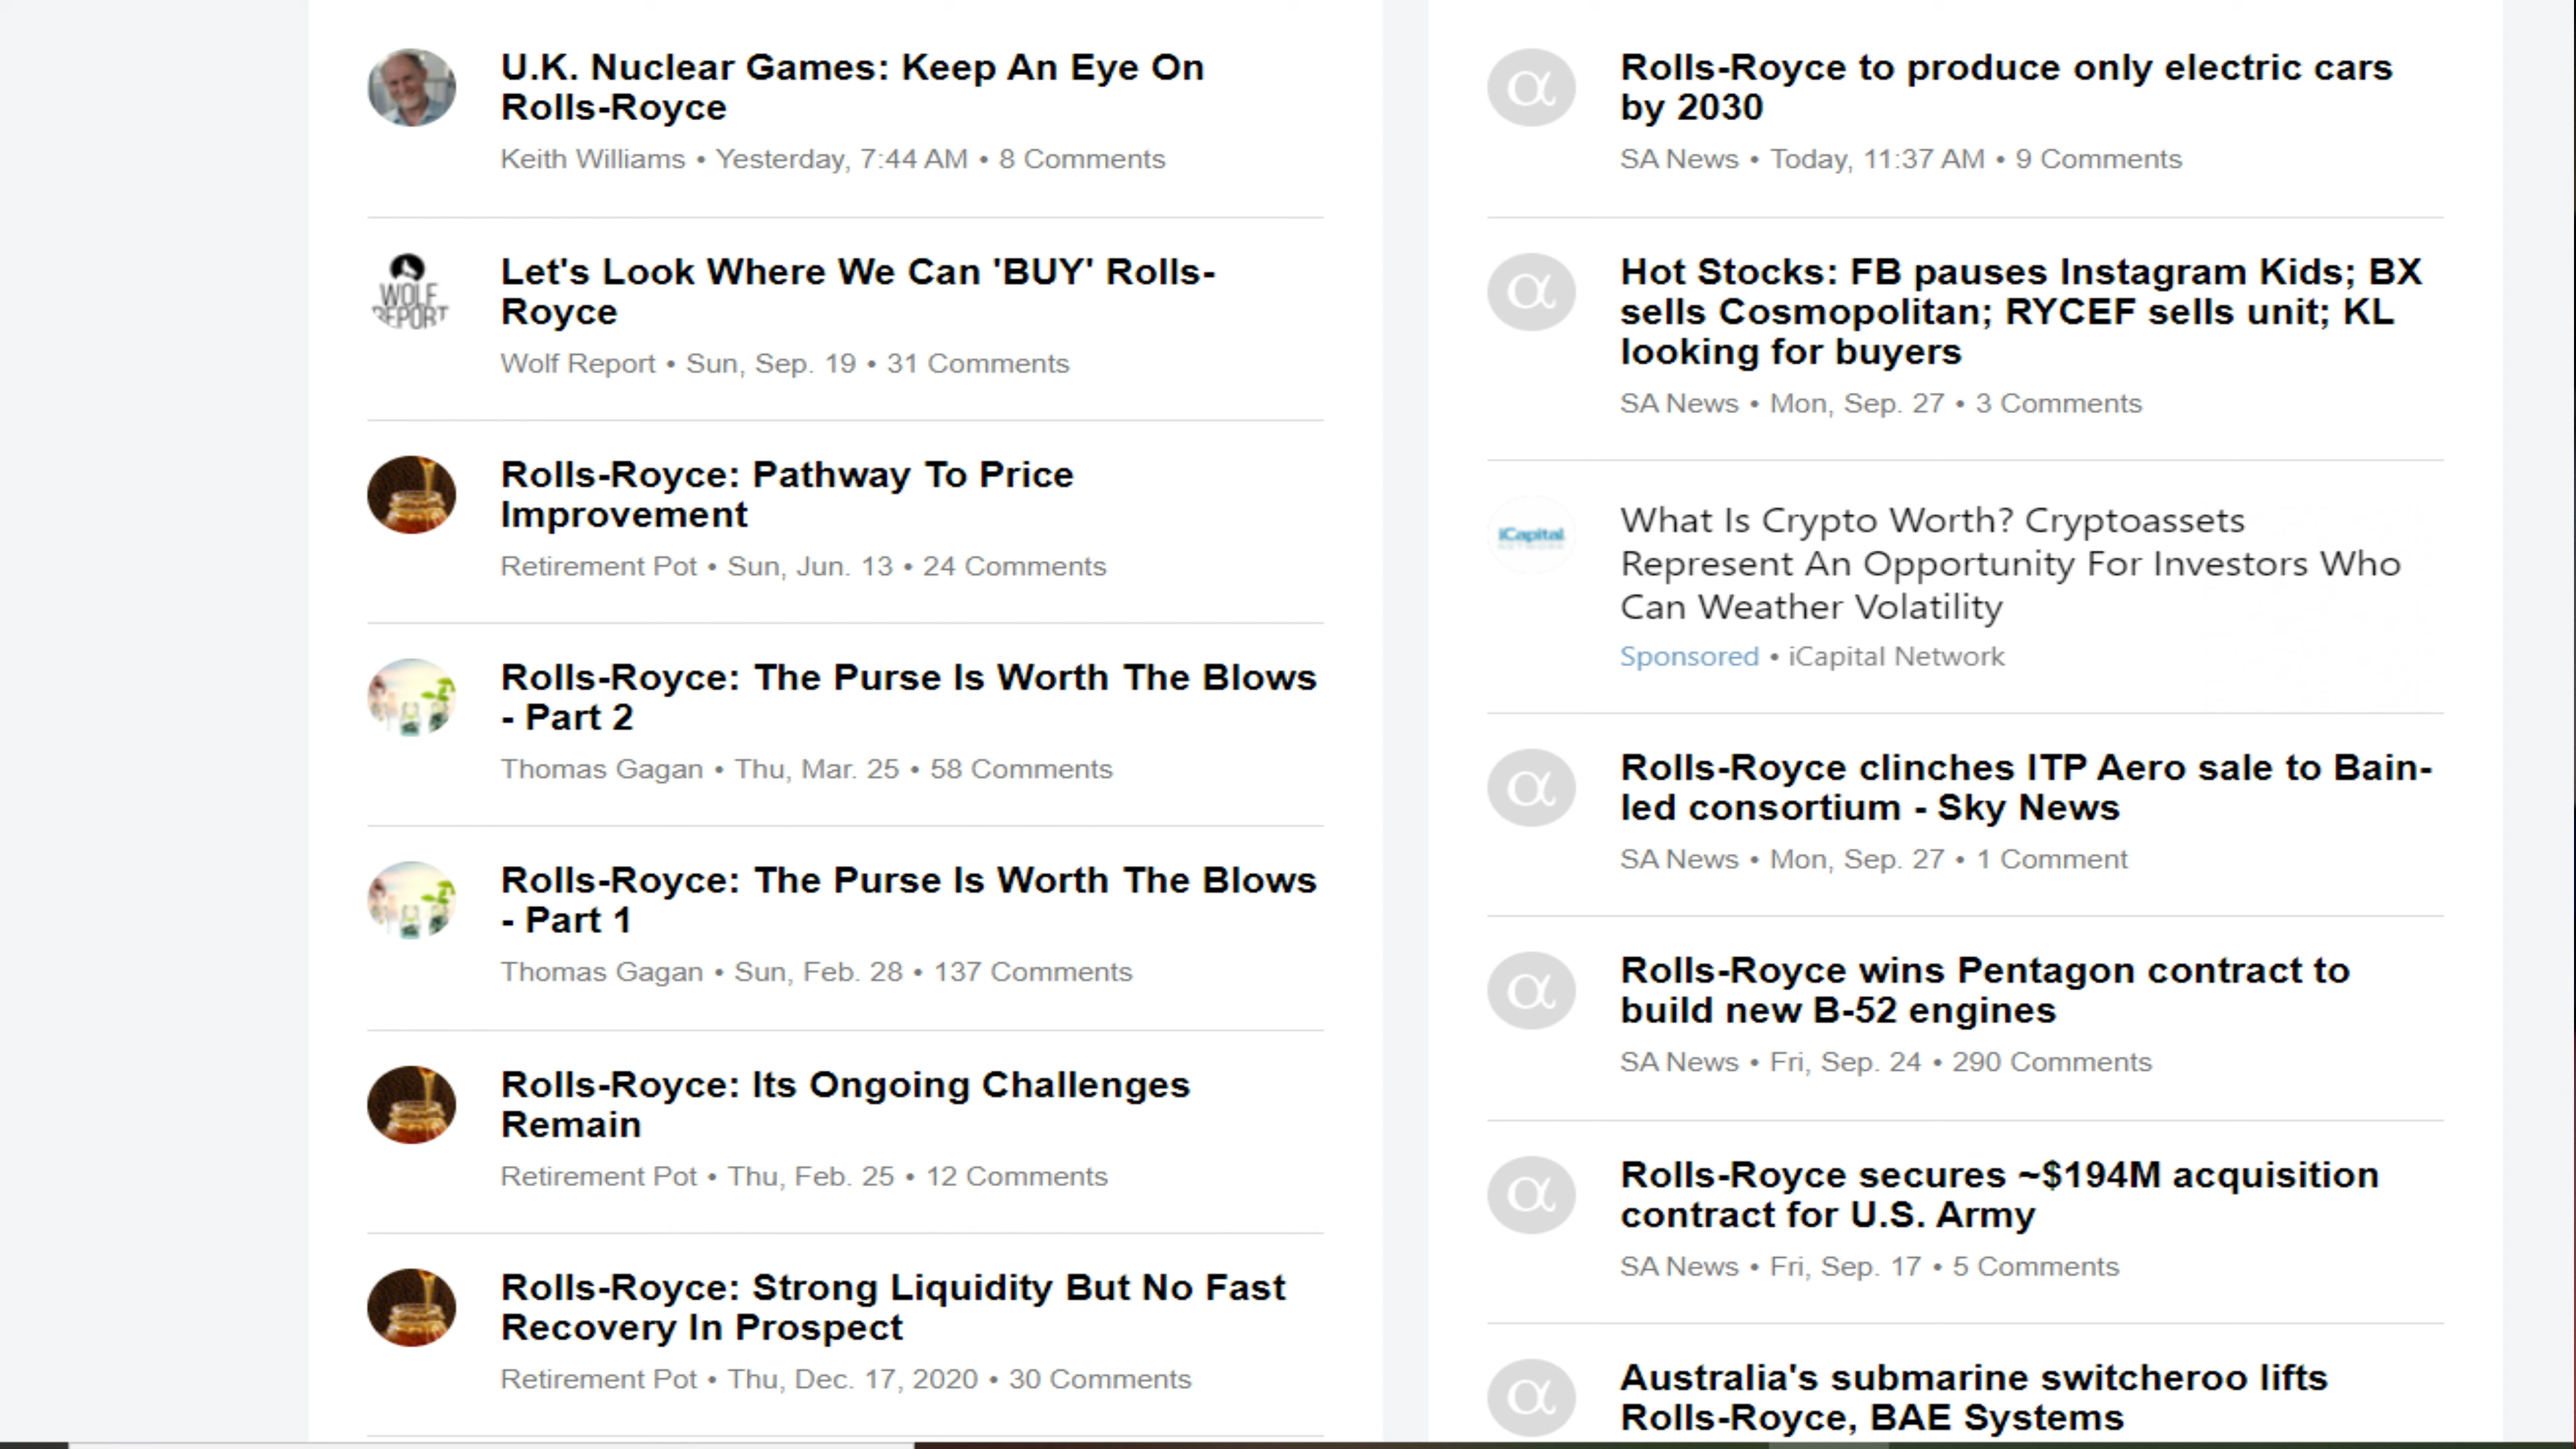 U.K. Nuclear Games: Keep An Eye On
Rolls-Royce
Keith Williams • Yesterday, 7:44 AM • 8 Comments
WOLF
REPORT
Let's Look Where We Can 'BUY' Rolls-
Royce
Wolf Report • Sun, Sep. 19 • 31 Comments
Rolls-Royce: Pathway To Price
Improvement
Retirement Pot • Sun, Jun. 13 • 24 Comments
Rolls-Royce: The Purse Is Worth The Blows
- Part 2
Thomas Gagan • Thu, Mar. 25 • 58 Comments
Rolls-Royce: The Purse Is Worth The Blows
- Part 1
Thomas Gagan • Sun, Feb. 28 • 137 Comments
Rolls-Royce: Its Ongoing Challenges
Remain
Retirement Pot • Thu, Feb. 25 • 12 Comments
Rolls-Royce: Strong Liquidity But No Fast
Recovery In Prospect
Retirement Pot • Thu, Dec. 17, 2020 • 30 Comments
α
Rolls-Royce to produce only electric cars
by 2030
SA News • Today, 11:37 AM • 9 Comments
α
Hot Stocks: FB pauses Instagram Kids; BX
sells Cosmopolitan; RYCEF sells unit; KL
looking for buyers
SA News • Mon, Sep. 27 • 3 Comments
iCapital
NETWORK
What Is Crypto Worth? Cryptoassets
Represent An Opportunity For Investors Who
Can Weather Volatility
Sponsored • iCapital Network
α
Rolls-Royce clinches ITP Aero sale to Bain-
led consortium - Sky News
SA News • Mon, Sep. 27 • 1 Comment
α
Rolls-Royce wins Pentagon contract to
build new B-52 engines
SA News • Fri, Sep. 24 • 290 Comments
α
Rolls-Royce secures ~$194M acquisition
contract for U.S. Army
SA News • Fri, Sep. 17 • 5 Comments
α
Australia's submarine switcheroo lifts
Rolls-Royce, BAE Systems